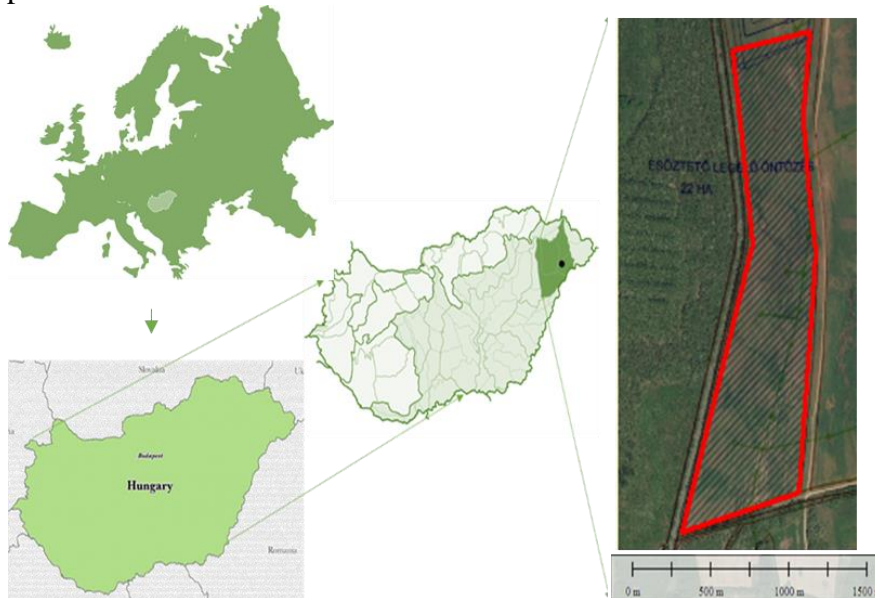 Slovakia
Budapest
Hungary
Romania
ESŐZTETŐ LEGELŐ ÖNTÖZÉS
22 HA
0 m 500 m 1000 m 1500